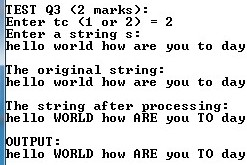 TEST Q3 (2 marks):
Enter tc (1 or 2) = 2
Enter a string s:
hello world how are you to day
The original string:
hello world how are you to day
The string after processing:
hello WORLD how ARE you TO day
OUTPUT:
hello WORLD how ARE you TO day